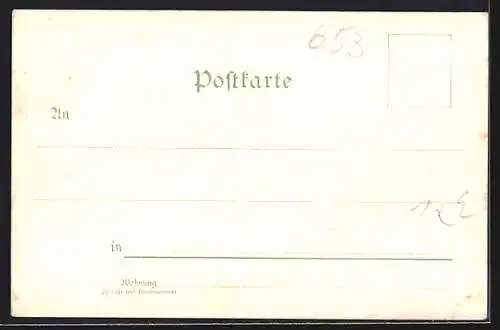 653
Postkarte
An
12 £
in
Wohnung